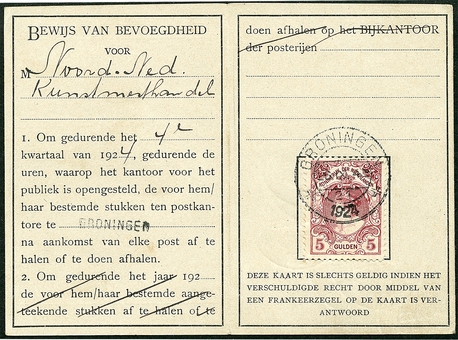 BEWIJS VAN BEVOEGDHEID
VOOR
M Noord-Ned.
Kunstmesthandel
1. Om gedurende het 4e
kwartaal van 1924, gedurende de
uren, waarop het kantoor voor het
publiek is opengesteld, de voor hem/
haar bestemde stukken ten postkan-
tore te GRONINGEN
na aankomst van elken post af te
halen of te doen afhalen.
2. Om gedurende het jaar 192
de voor hem/haar bestemde aange-
teekende stukken af te halen of te
doen afhalen op het BIJKANTOOR
der posterijen
GRONINGEN
1924
5 GULDEN 5
DEZE KAART IS SLECHTS GELDIG INDIEN HET
VERSCHULDIGDE RECHT DOOR MIDDEL VAN
EEN FRANKEERZEGEL OP DE KAART IS VER-
ANTWOORD